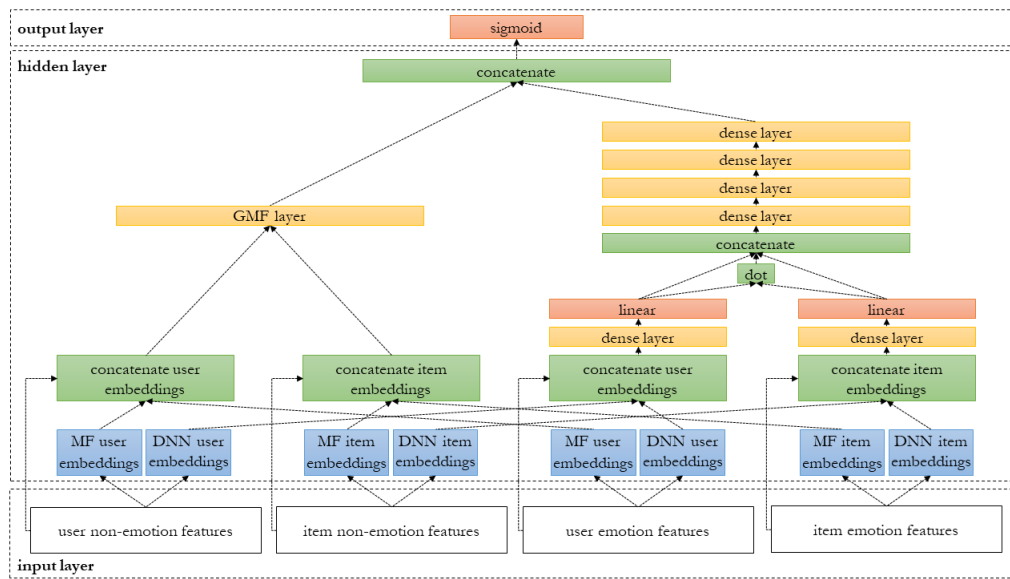 output layer
sigmoid
hidden layer
concatenate
dense layer
dense layer
dense layer
GMF layer
dense layer
concatenate
dot
linear
linear
dense layer
dense layer
concatenate user
embeddings
concatenate item
embeddings
concatenate user
embeddings
concatenate item
embeddings
MF user
embeddings
DNN user
embeddings
MF item
embeddings
DNN item
embeddings
MF user
embeddings
DNN user
embeddings
MF item
embeddings
DNN item
embeddings
user non-emotion features
item non-emotion features
user emotion features
item emotion features
input layer